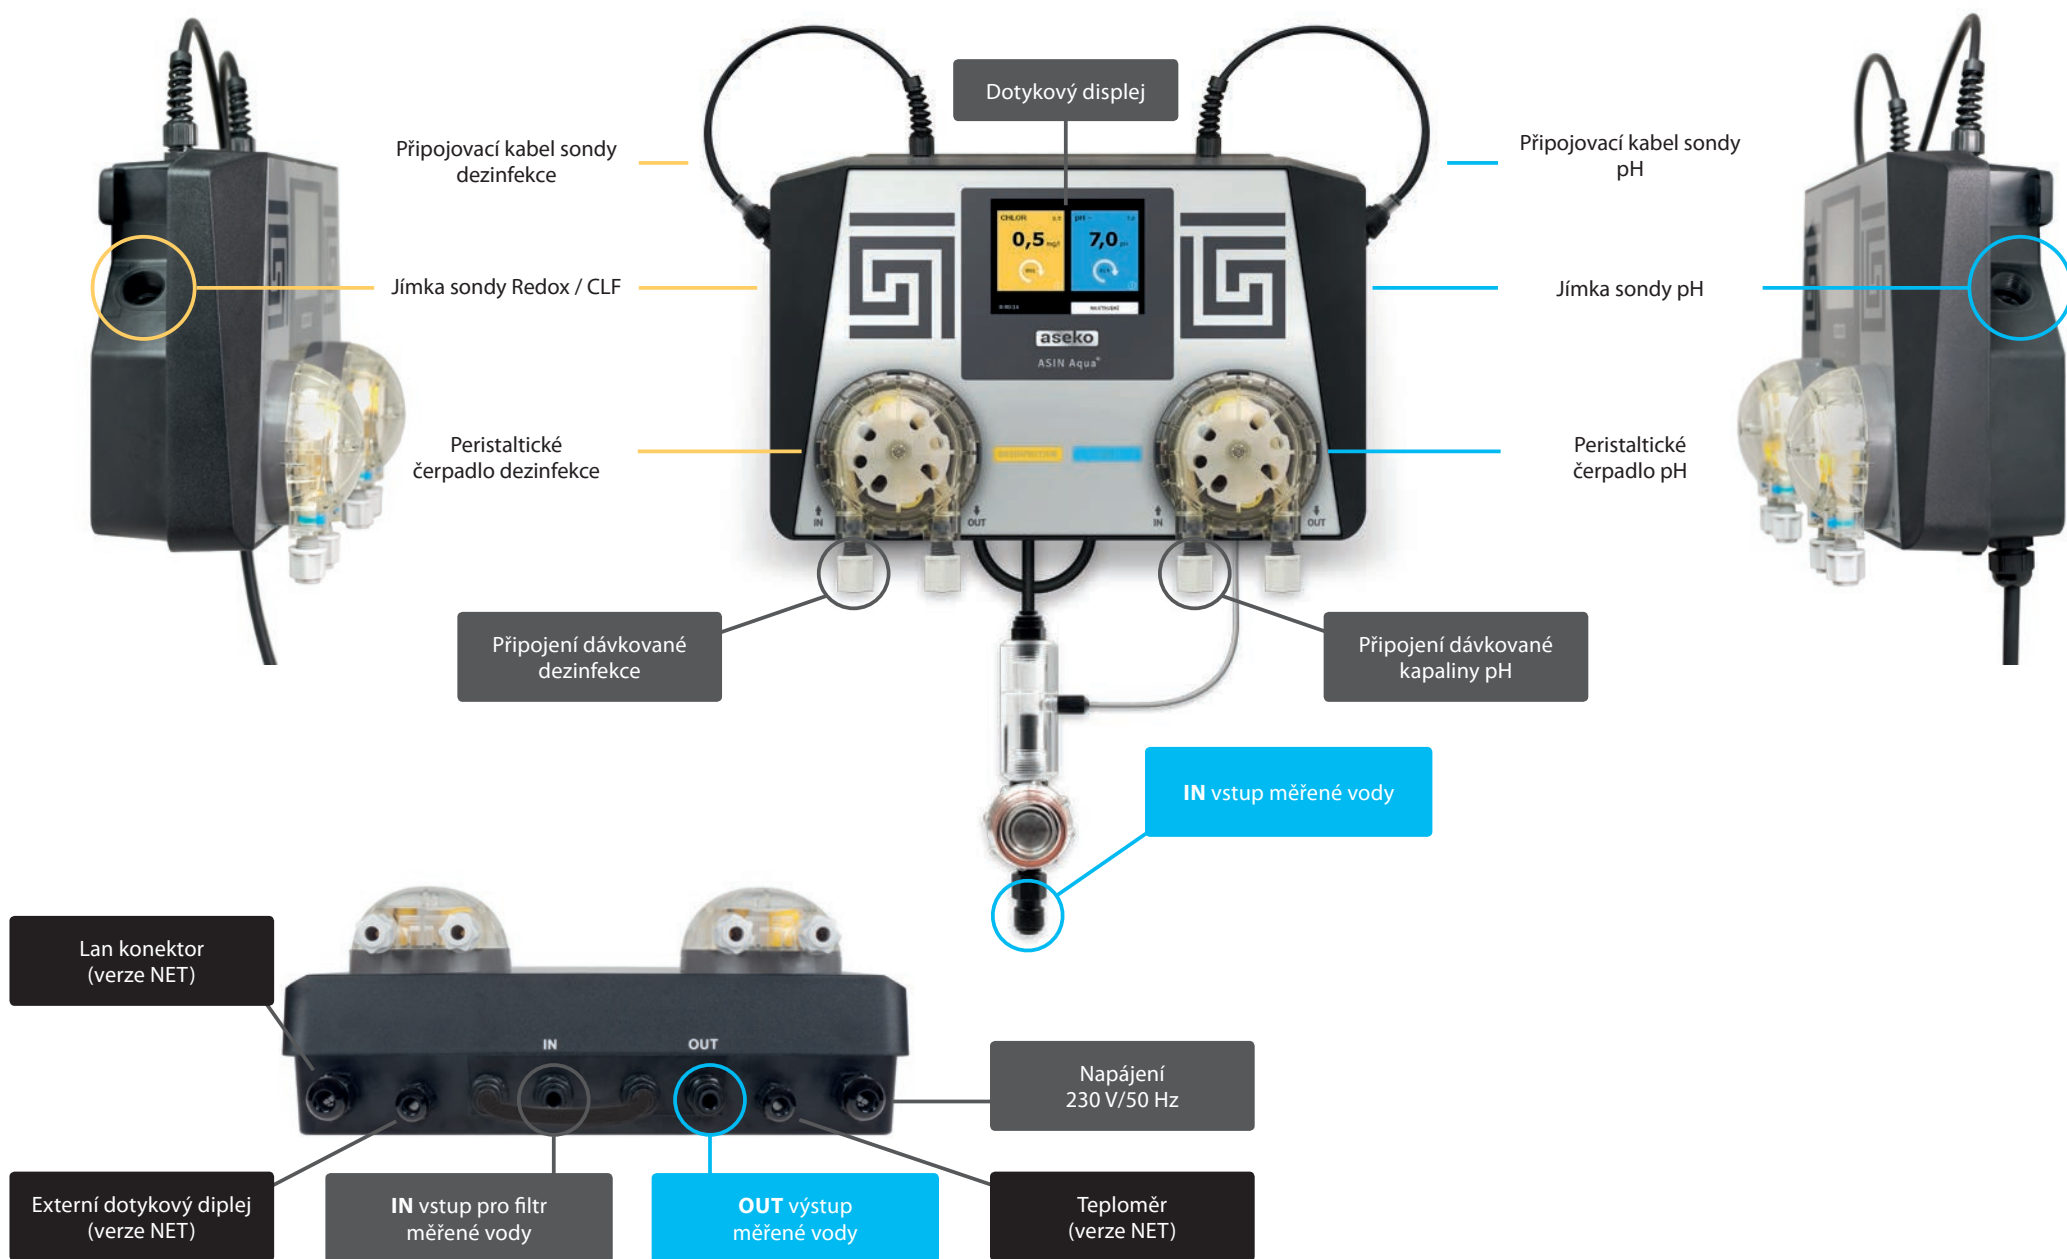 Dotykový displej
Připojovací kabel sondy
dezinfekce
Připojovací kabel sondy
pH
CHLOR
pH
0,5 mg/l
7,0 pH
Jímka sondy Redox / CLF
Jímka sondy pH
aseko
ASIN Aqua®
Peristaltické
čerpadlo dezinfekce
Peristaltické
čerpadlo pH
IN
OUT
IN
OUT
Připojení dávkované
dezinfekce
Připojení dávkované
kapaliny pH
IN vstup měřené vody
Lan konektor
(verze NET)
IN
OUT
Napájení
230 V/50 Hz
Externí dotykový diplej
(verze NET)
IN vstup pro filtr
měřené vody
OUT výstup
měřené vody
Teploměr
(verze NET)